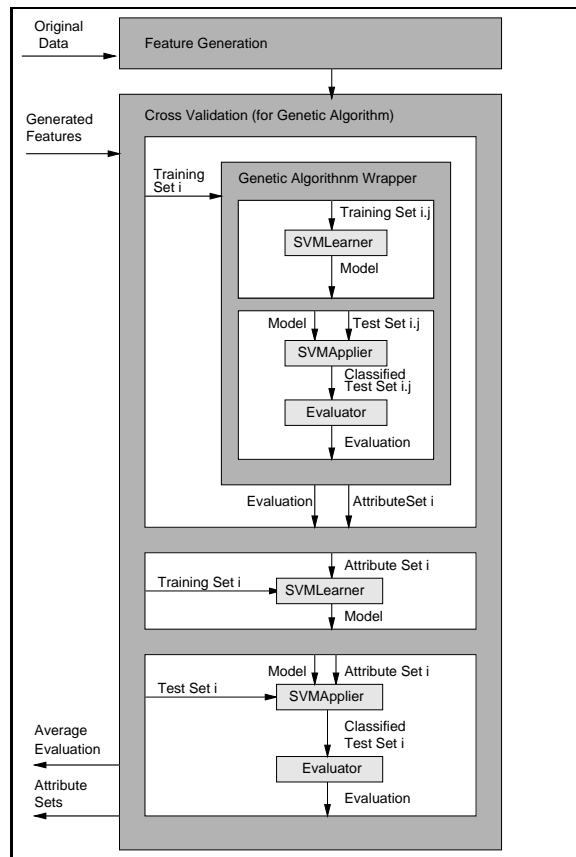 Original
Data
Feature Generation
Cross Validation (for Genetic Algorithm)
Generated
Features
Training
Set i
Genetic Algorithnm Wrapper
Training Set i.j
SVMLearner
Model
Model
Test Set i.j
SVMApplier
Classified
Test Set i.j
Evaluator
Evaluation
Evaluation
AttributeSet i
Attribute Set i
Training Set i
SVMLearner
Model
Model
Attribute Set i
Test Set i
SVMApplier
Classified
Test Set i
Average
Evaluation
Evaluator
Attribute
Sets
Evaluation